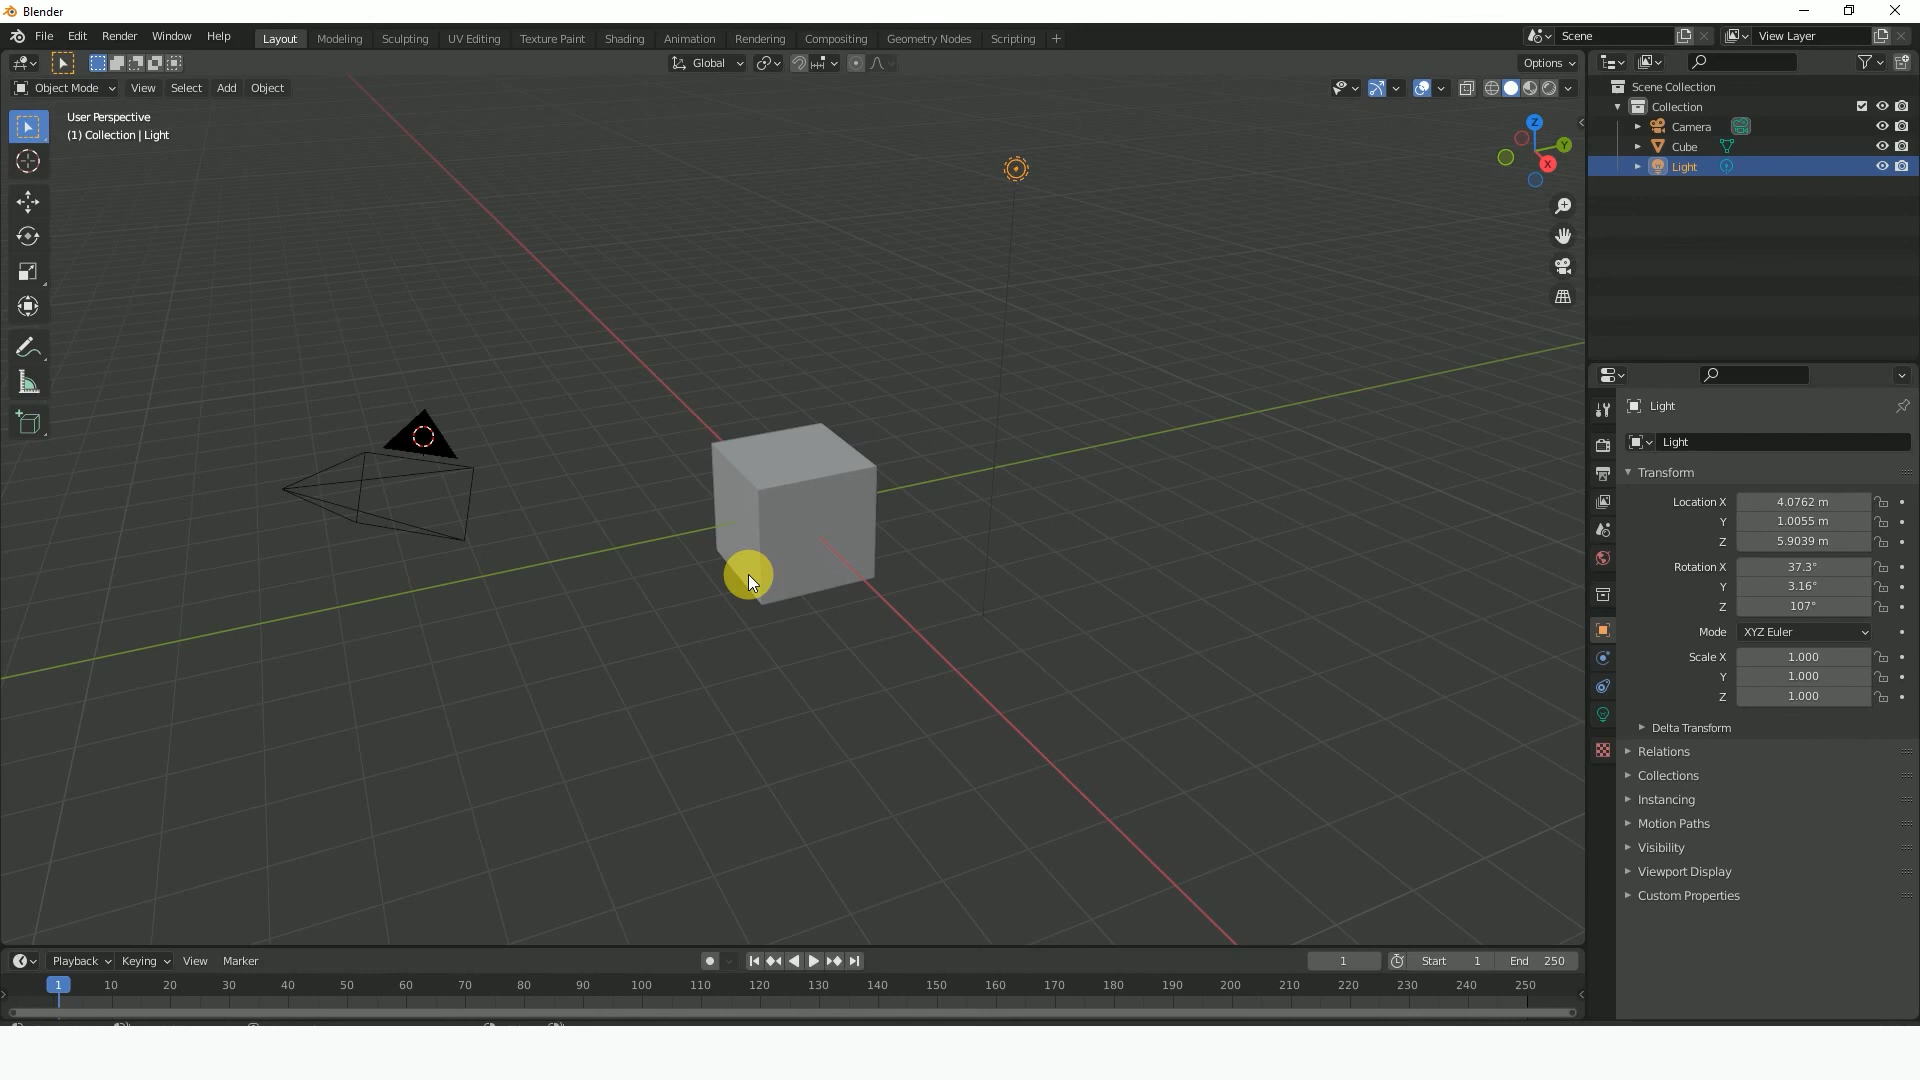 Blender
File Edit Render Window Help Layout Modeling Sculpting UV Editing Texture Paint Shading Animation Rendering Compositing Geometry Nodes Scripting + Scene View Layer
Global Options
Object Mode View Select Add Object
User Perspective
(1) Collection | Light
Z
Y
X
Scene Collection
Collection
Camera
Cube
Light
Light
Light
Transform
Location X 4.0762 m
Y 1.0055 m
Z 5.9039 m
Rotation X 37.3°
Y 3.16°
Z 107°
Mode XYZ Euler
Scale X 1.000
Y 1.000
Z 1.000
Delta Transform
Relations
Collections
Instancing
Motion Paths
Visibility
Viewport Display
Custom Properties
Playback Keying View Marker 1 Start 1 End 250
1 10 20 30 40 50 60 70 80 90 100 110 120 130 140 150 160 170 180 190 200 210 220 230 240 250